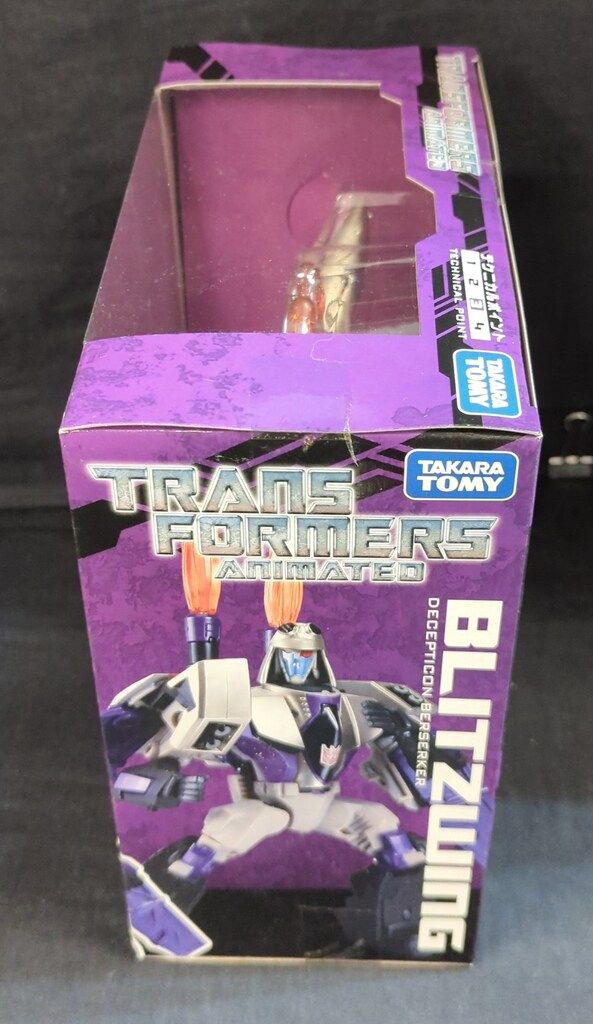 TRANSFORMERS
ANIMATED
テクニカルポイント
1 2 3 4
TECHNICAL POINT
TAKARA
TOMY
TAKARA
TOMY
TRANS
FORMERS
ANIMATED
BLITZWING
DECEPTICON BERSERKER